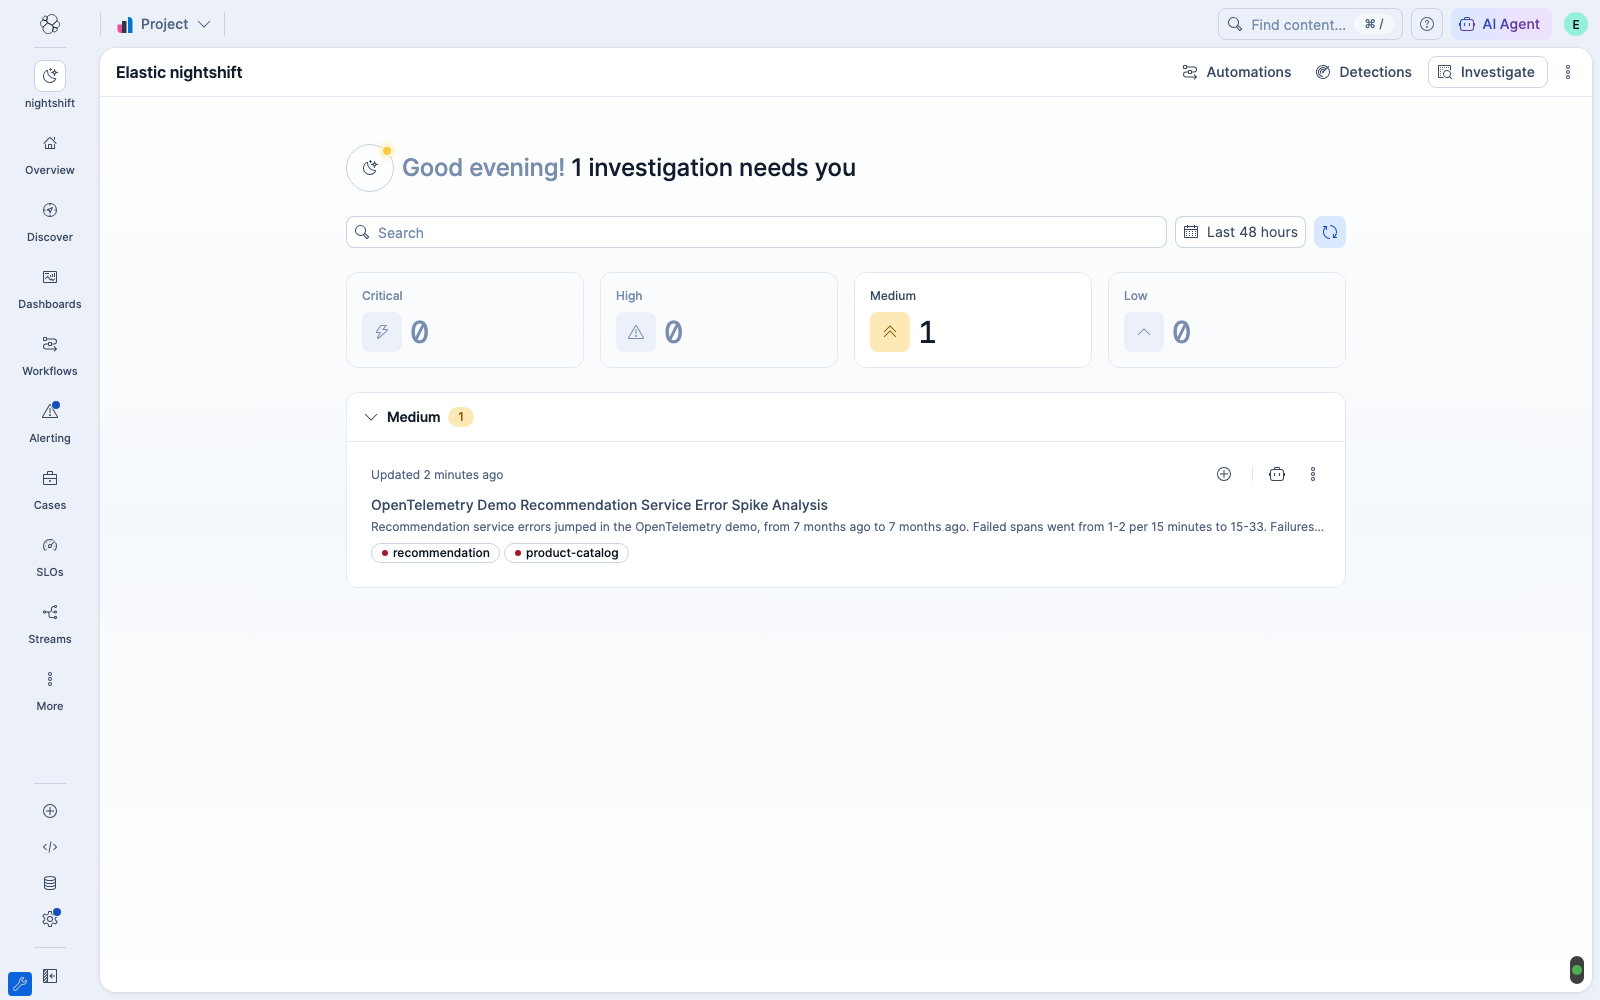 Project
Find content...
⌘ /
AI Agent
E
Elastic nightshift
Automations
Detections
Investigate
nightshift
Overview
Discover
Dashboards
Workflows
Alerting
Cases
SLOs
Streams
More
Good evening! 1 investigation needs you
Search
Last 48 hours
Critical
0
High
0
Medium
1
Low
0
Medium 1
Updated 2 minutes ago
OpenTelemetry Demo Recommendation Service Error Spike Analysis
Recommendation service errors jumped in the OpenTelemetry demo, from 7 months ago to 7 months ago. Failed spans went from 1-2 per 15 minutes to 15-33. Failures...
recommendation
product-catalog